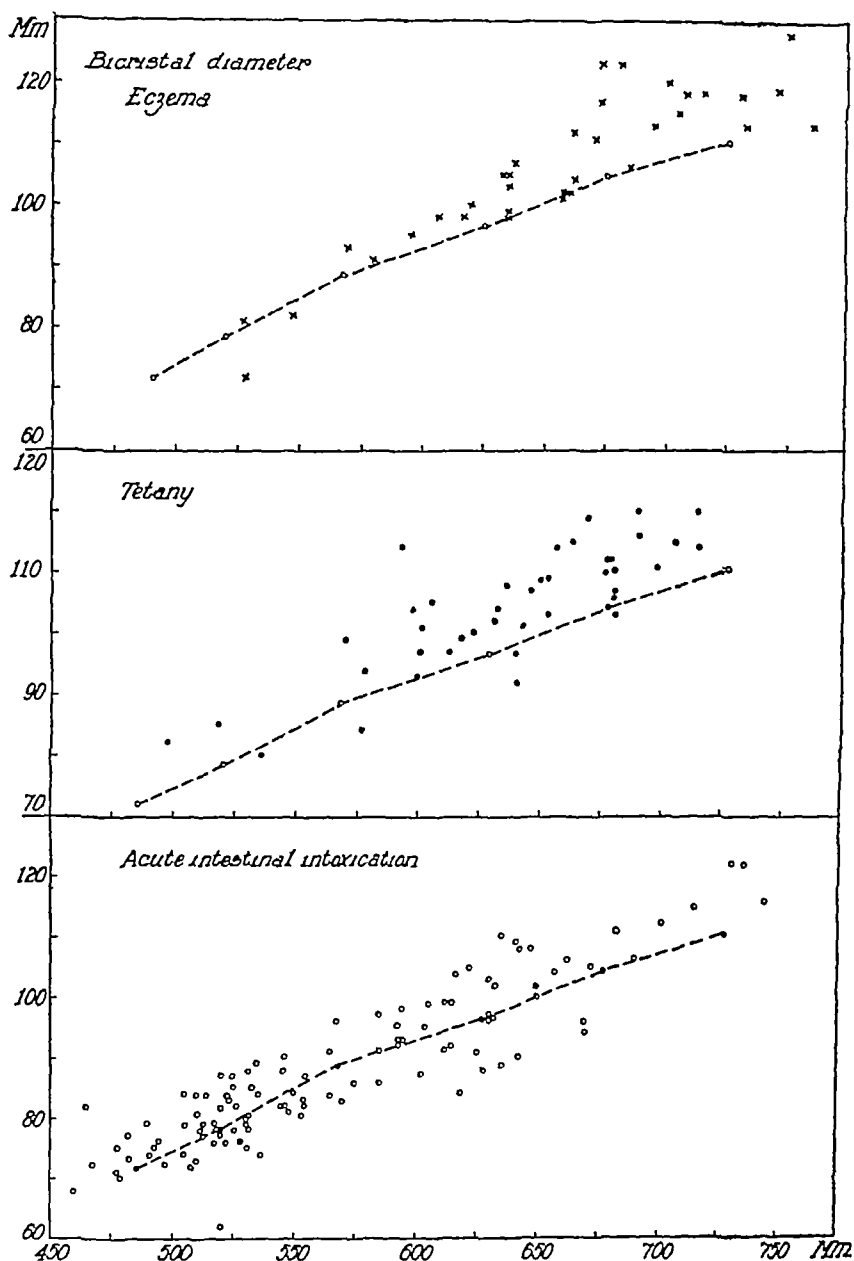 Mm
Bicristal diameter
Eczema
120
100
80
60
120
Tetany
110
90
70
Acute intestinal intoxication
120
100
80
60
450 500 550 600 650 700 750 Mm